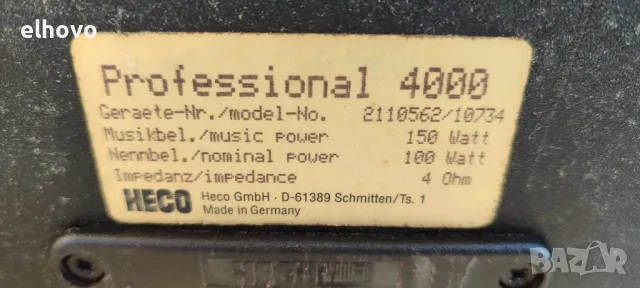 elhovo
Professional 4000
Geraete-Nr./model-No. 2110562/10734
Musikbel./music power 150 Watt
Nennbel./nominal power 100 Watt
Impedanz/impedance 4 Ohm
HECO Heco GmbH · D-61389 Schmitten/Ts. 1
Made in Germany
BAZAR